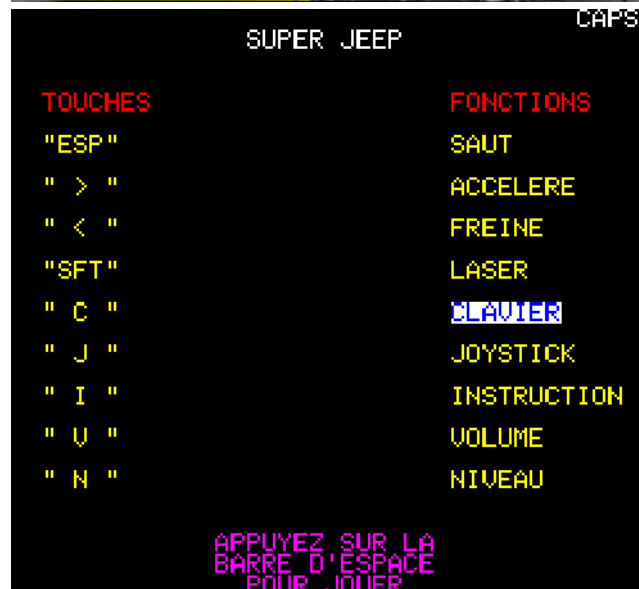 CAPS
SUPER JEEP
TOUCHES FONCTIONS
"ESP" SAUT
" > " ACCELERE
" < " FREINE
"SFT" LASER
" C " CLAVIER
" J " JOYSTICK
" I " INSTRUCTION
" V " VOLUME
" N " NIVEAU
APPUYEZ SUR LA
BARRE D'ESPACE
POUR JOUER